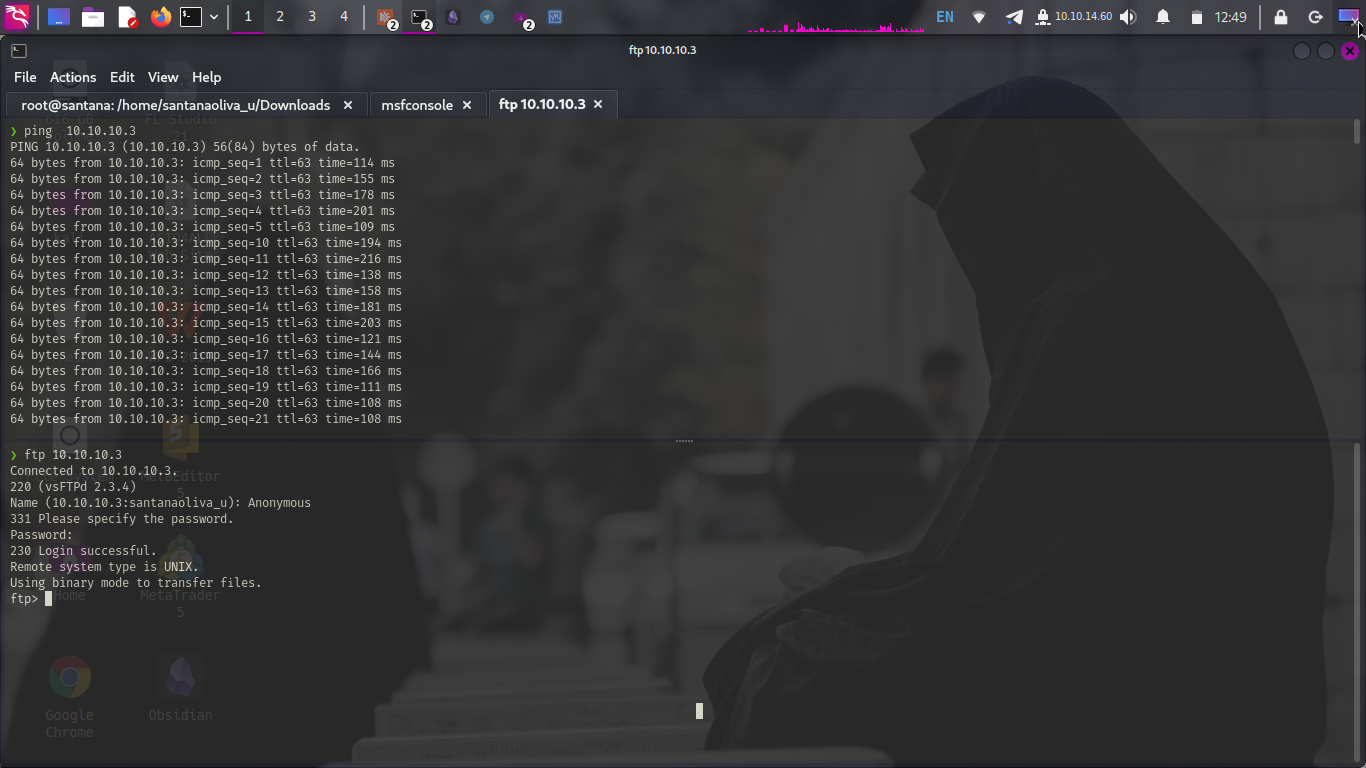 1 2 3 4 2 2 2 EN 10.10.14.60 12:49
ftp 10.10.10.3
File Actions Edit View Help
root@santana: /home/santanaoliva_u/Downloads msfconsole ftp 10.10.10.3
616 GB
FL Studio
21
❯ ping  10.10.10.3
PING 10.10.10.3 (10.10.10.3) 56(84) bytes of data.
64 bytes from 10.10.10.3: icmp_seq=1 ttl=63 time=114 ms
64 bytes from 10.10.10.3: icmp_seq=2 ttl=63 time=155 ms
64 bytes from 10.10.10.3: icmp_seq=3 ttl=63 time=178 ms
64 bytes from 10.10.10.3: icmp_seq=4 ttl=63 time=201 ms
64 bytes from 10.10.10.3: icmp_seq=5 ttl=63 time=109 ms
64 bytes from 10.10.10.3: icmp_seq=10 ttl=63 time=194 ms
64 bytes from 10.10.10.3: icmp_seq=11 ttl=63 time=216 ms
64 bytes from 10.10.10.3: icmp_seq=12 ttl=63 time=138 ms
64 bytes from 10.10.10.3: icmp_seq=13 ttl=63 time=158 ms
64 bytes from 10.10.10.3: icmp_seq=14 ttl=63 time=181 ms
64 bytes from 10.10.10.3: icmp_seq=15 ttl=63 time=203 ms
64 bytes from 10.10.10.3: icmp_seq=16 ttl=63 time=121 ms
64 bytes from 10.10.10.3: icmp_seq=17 ttl=63 time=144 ms
64 bytes from 10.10.10.3: icmp_seq=18 ttl=63 time=166 ms
64 bytes from 10.10.10.3: icmp_seq=19 ttl=63 time=111 ms
64 bytes from 10.10.10.3: icmp_seq=20 ttl=63 time=108 ms
64 bytes from 10.10.10.3: icmp_seq=21 ttl=63 time=108 ms
❯ ftp 10.10.10.3
Connected to 10.10.10.3.
220 (vsFTPd 2.3.4)
Name (10.10.10.3:santanaoliva_u): Anonymous
331 Please specify the password.
Password:
230 Login successful.
Remote system type is UNIX.
Using binary mode to transfer files.
ftp>
MetaEditor
5
Home
MetaTrader
5
Google
Chrome
Obsidian